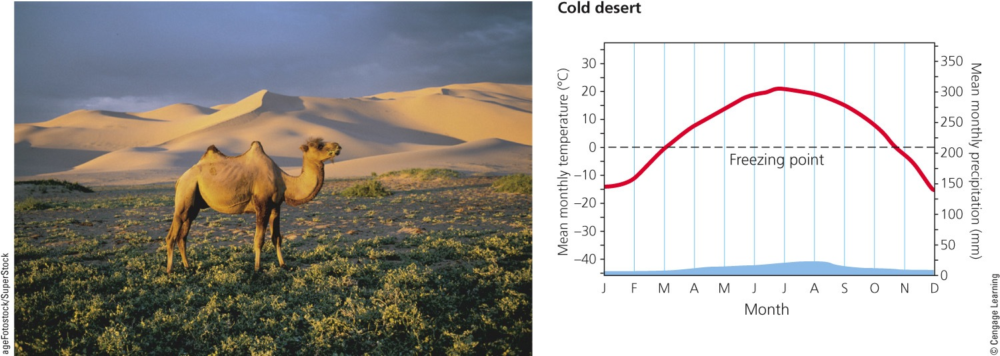 ageFotostock/SuperStock
Cold desert
Mean monthly temperature (°C)
30
20
10
0
–10
–20
–30
–40
Freezing point
350
300
250
200
150
100
50
0
Mean monthly precipitation (mm)
J F M A M J J A S O N D
Month
© Cengage Learning